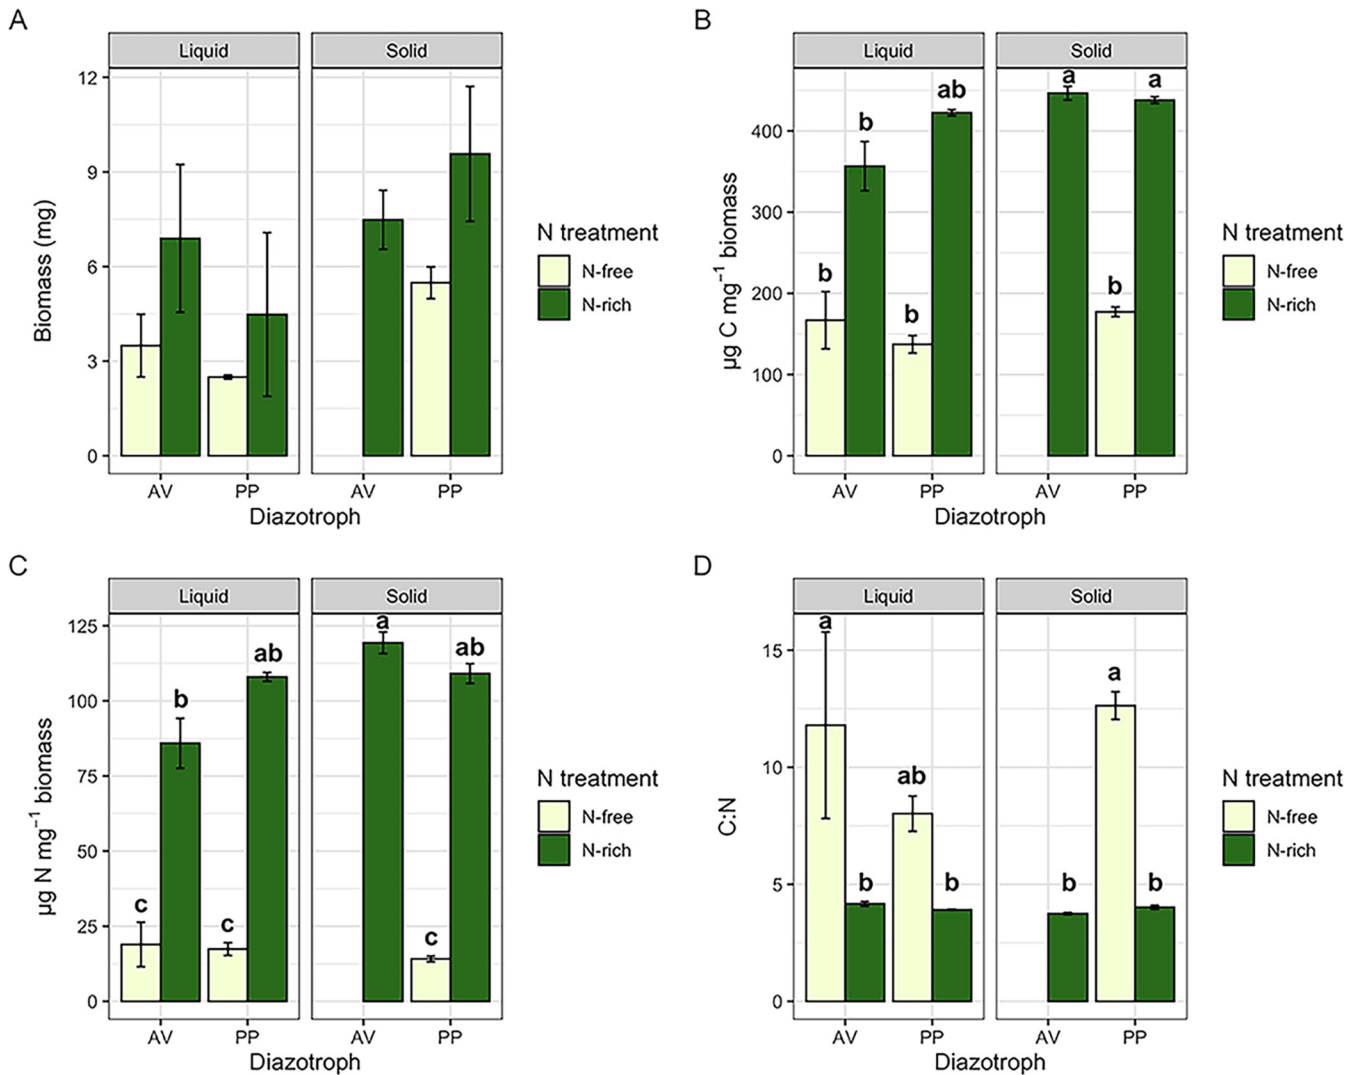 A
Liquid
Solid
12
9
6
3
0
Biomass (mg)
AV
PP
AV
PP
Diazotroph
N treatment
N-free
N-rich
B
Liquid
Solid
400
300
200
100
0
µg C mg⁻¹ biomass
b
b
b
ab
a
b
a
AV
PP
AV
PP
Diazotroph
N treatment
N-free
N-rich
C
Liquid
Solid
125
100
75
50
25
0
µg N mg⁻¹ biomass
c
b
c
ab
a
c
ab
AV
PP
AV
PP
Diazotroph
N treatment
N-free
N-rich
D
Liquid
Solid
15
10
5
0
C:N
a
b
ab
b
b
a
b
AV
PP
AV
PP
Diazotroph
N treatment
N-free
N-rich